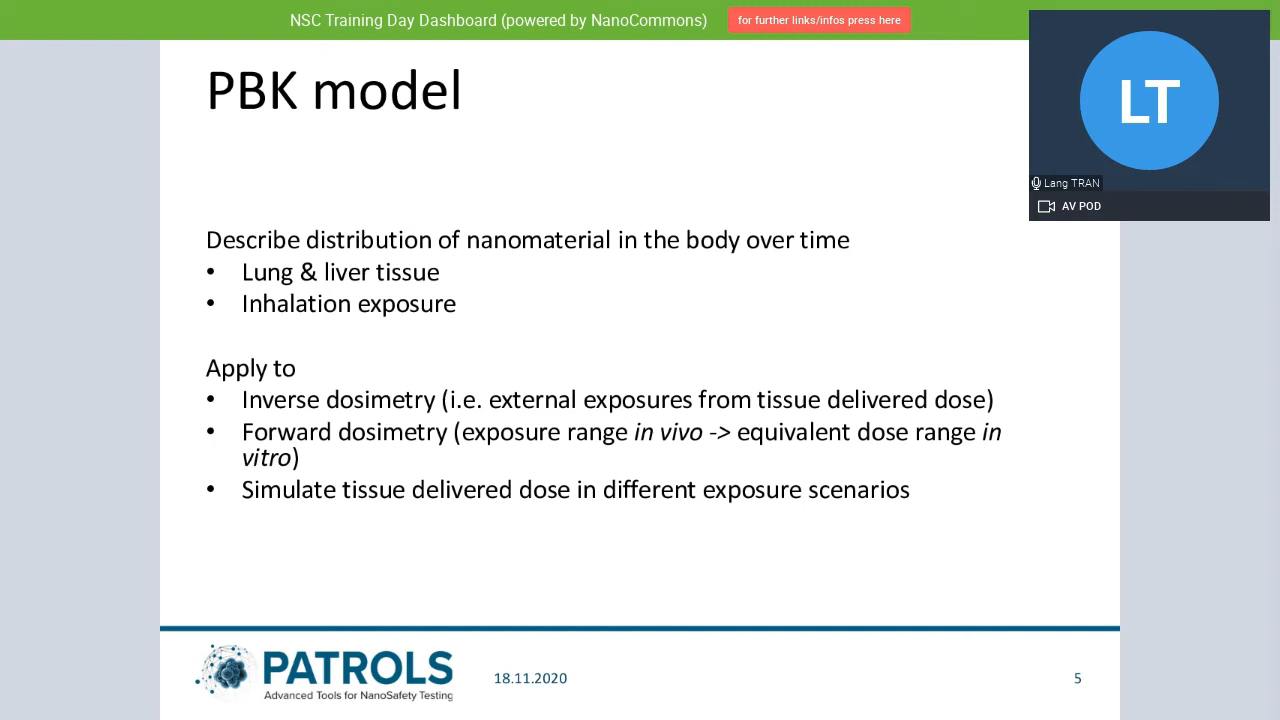 NSC Training Day Dashboard (powered by NanoCommons)
for further links/infos press here
PBK model
LT
Lang TRAN
AV POD
Describe distribution of nanomaterial in the body over time
• Lung & liver tissue
• Inhalation exposure
Apply to
• Inverse dosimetry (i.e. external exposures from tissue delivered dose)
• Forward dosimetry (exposure range in vivo -> equivalent dose range in
vitro)
• Simulate tissue delivered dose in different exposure scenarios
PATROLS
Advanced Tools for NanoSafety Testing
18.11.2020
5